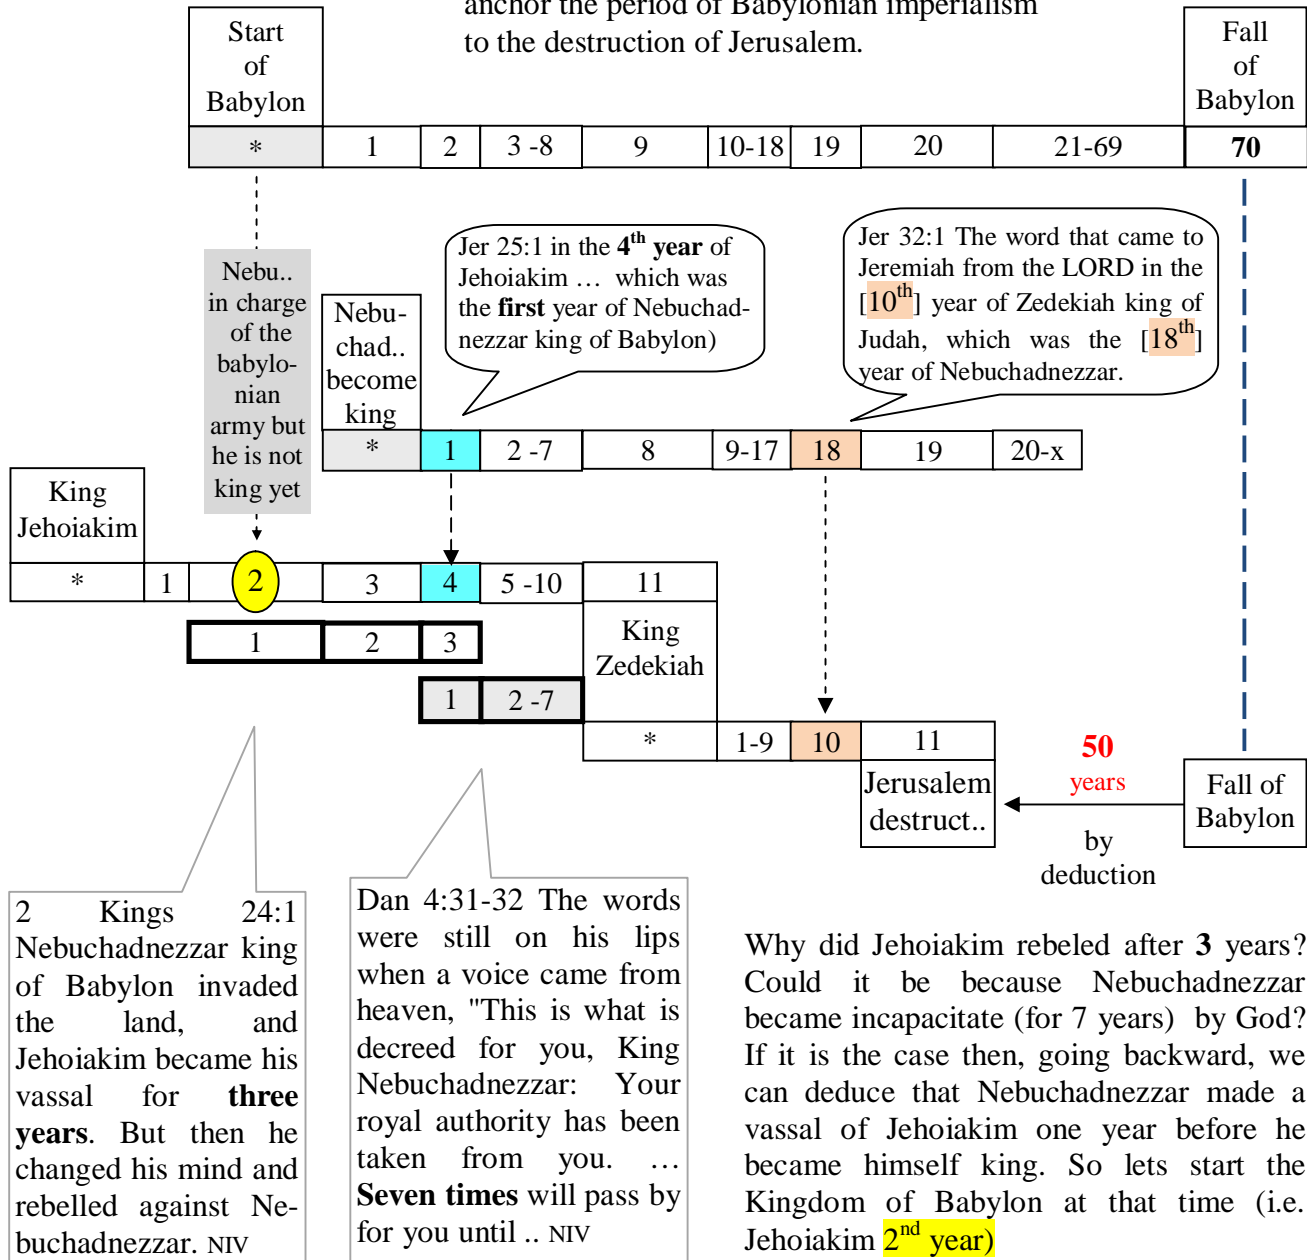 anchor the period of Babylonian imperialism
to the destruction of Jerusalem.
Start
of
Babylon
Fall
of
Babylon
* 1 2 3 -8 9 10-18 19 20 21-69 70
Nebu..
in charge
of the
babylo-
nian
army but
he is not
king yet
Nebu-
chad..
become
king
Jer 25:1 in the 4th year of
Jehoiakim … which was
the first year of Nebuchad-
nezzar king of Babylon)
Jer 32:1 The word that came to
Jeremiah from the LORD in the
[10th] year of Zedekiah king of
Judah, which was the [18th]
year of Nebuchadnezzar.
* 1 2 -7 8 9-17 18 19 20-x
King
Jehoiakim
* 1 2 3 4 5 -10 11
1 2 3
King
Zedekiah
1 2 -7
* 1-9 10 11
Jerusalem
destruct..
50
years
by
deduction
Fall of
Babylon
2 Kings 24:1
Nebuchadnezzar king
of Babylon invaded
the land, and
Jehoiakim became his
vassal for three
years. But then he
changed his mind and
rebelled against Ne-
buchadnezzar. NIV
Dan 4:31-32 The words
were still on his lips
when a voice came from
heaven, "This is what is
decreed for you, King
Nebuchadnezzar: Your
royal authority has been
taken from you. …
Seven times will pass by
for you until .. NIV
Why did Jehoiakim rebeled after 3 years?
Could it be because Nebuchadnezzar
became incapacitate (for 7 years) by God?
If it is the case then, going backward, we
can deduce that Nebuchadnezzar made a
vassal of Jehoiakim one year before he
became himself king. So lets start the
Kingdom of Babylon at that time (i.e.
Jehoiakim 2nd year)